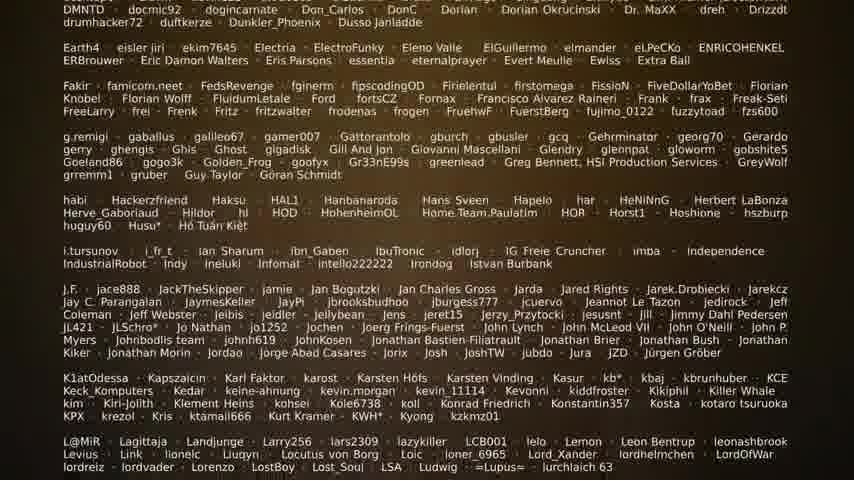 DMNTD · docmic92 · dogincarnate · Don_Carlos · DonC · Dorian · Dorian Okrucinski · Dr. MaXX · dreh · Drizzdt
drumhacker72 · duftkerze · Dunkler_Phoenix · Dusso Janladde
Earth4 · eisler jiri · ekim7645 · Electria · ElectroFunky · Eleno Valle · ElGuillermo · elmander · eLPeCKo · ENRICOHENKEL
ERBrouwer · Eric Damon Walters · Eris Parsons · essentia · eternalprayer · Evert Meulie · Ewiss · Extra Ball
Fakir · famicom.neet · FedsRevenge · fginerm · fipscodingOD · Firielentul · firstomega · FissioN · FiveDollarYoBet · Florian
Knobel · Florian Wolff · FluidumLetale · Ford · fortsCZ · Fornax · Francisco Alvarez Raineri · Frank · frax · Freak-Seti
FreeLarry · frei · Frenk · Fritz · fritzwalter · frodenas · frogen · FruehwF · FuerstBerg · fujimo_0122 · fuzzytoad · fzs600
g.remigi · gaballus · galileo67 · gamer007 · Gattorantolo · gburch · gbusler · gcq · Gehrminator · georg70 · Gerardo
gerry · ghengis · Ghis · Ghost · gigadisk · Gill And Jon · Giovanni Mascellani · Glendry · glennpat · gloworm · gobshite5
Goeland86 · gogo3k · Golden_Frog · goofyx · Gr33nE99s · greenlead · Greg Bennett, HSI Production Services · GreyWolf
grremm1 · gruber · Guy Taylor · Göran Schmidt
habi · Hackerzfriend · Haksu · HAL1 · Hanbanaroda · Hans Sveen · Hapelo · har · HeNiNnG · Herbert LaBonza
Herve_Gaboriaud · Hildor · hl · HOD · HohenheimOL · Home.Team.Paulatim · HOR · Horst1 · Hoshione · hszburp
huguy60 · Husu* · Hồ Tuấn Kiệt
i.tursunov · i_fr_t · Ian Sharum · ibn_Gaben · IbuTronic · idlorj · IG Freie Cruncher · imba · Independence
IndustrialRobot · Indy · ineluki · Infomat · intello222222 · Irondog · Istvan Burbank
J.F. · jace888 · JackTheSkipper · jamie · Jan Bogutzki · Jan Charles Gross · Jarda · Jared Rights · Jarek.Drobiecki · Jarekcz
Jay C. Parangalan · JaymesKeller · JayPi · jbrooksbudhoo · jburgess777 · jcuervo · Jeannot Le Tazon · jedirock · Jeff
Coleman · Jeff Webster · Jeibis · jeidler · Jellybean · Jens · jeret15 · Jerzy_Przytocki · jesusnt · Jill · Jimmy Dahl Pedersen
JL421 · JLSchro* · Jo Nathan · jo1252 · Jochen · Joerg Frings-Fuerst · John Lynch · John McLeod VII · John O'Neill · John P.
Myers · Johnbodlis team · johnh619 · JohnKosen · Jonathan Bastien-Filiatrault · Jonathan Brier · Jonathan Bush · Jonathan
Kiker · Jonathan Morin · Jordao · Jorge Abad Casares · Jorix · Josh · JoshTW · jubdo · Jura · JZD · Jürgen Gröber
K1atOdessa · Kapszaicin · Karl Faktor · karost · Karsten Höfs · Karsten Vinding · Kasur · kb* · kbaj · kbrunhuber · KCE
Keck_Komputers · Kedar · keine-ahnung · kevin.morgan · kevin_11114 · Kevonni · kiddfroster · Kikiphil · Killer Whale
kim · Kiri-Jolith · Klement Heins · kohsei · Kole6738 · koll · Konrad Friedrich · Konstantin357 · Kosta · kotaro tsuruoka
KPX · krezol · Kris · ktamail666 · Kurt Kramer · KWH* · Kyong · kzkmz01
L@MiR · Lagittaja · Landjunge · Larry256 · lars2309 · lazykiller · LCB001 · lelo · Lemon · Leon Bentrup · leonashbrook
Levius · Link · lionelc · Liuqyn · Locutus von Borg · Loic · loner_6965 · Lord_Xander · lordhelmchen · LordOfWar
lordreiz · lordvader · Lorenzo · LostBoy · Lost_Soul · LSA · Ludwig · =Lupus= · lurchlaich 63